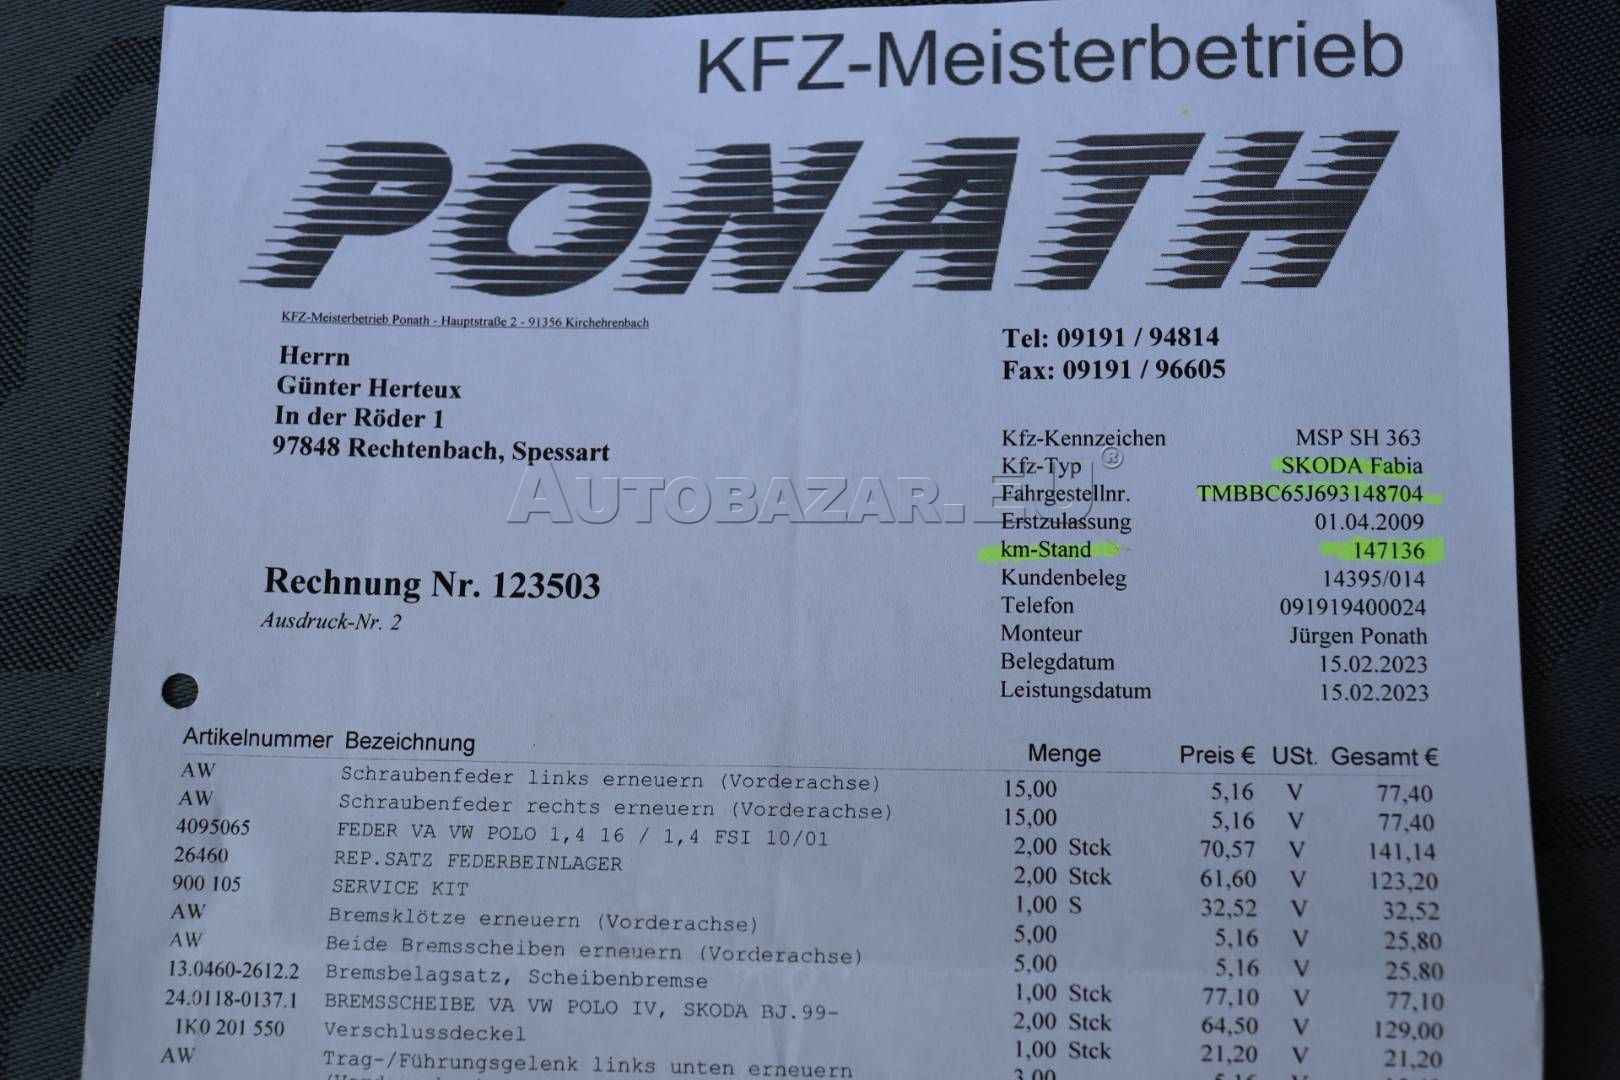 KFZ-Meisterbetrieb
PONATH
KFZ-Meisterbetrieb Ponath - Hauptstraße 2 - 91356 Kirchehrenbach
Herrn
Günter Herteux
In der Röder 1
97848 Rechtenbach, Spessart
Tel: 09191 / 94814
Fax: 09191 / 96605
Kfz-Kennzeichen MSP SH 363
Kfz-Typ SKODA Fabia
Fahrgestellnr. TMBBC65J693148704
Erstzulassung 01.04.2009
km-Stand 147136
Kundenbeleg 14395/014
Telefon 091919400024
Monteur Jürgen Ponath
Belegdatum 15.02.2023
Leistungsdatum 15.02.2023
AUTOBAZAR.EU®
Rechnung Nr. 123503
Ausdruck-Nr. 2
Artikelnummer Bezeichnung Menge Preis € USt. Gesamt €
AW Schraubenfeder links erneuern (Vorderachse) 15,00 5,16 V 77,40
AW Schraubenfeder rechts erneuern (Vorderachse) 15,00 5,16 V 77,40
4095065 FEDER VA VW POLO 1,4 16 / 1,4 FSI 10/01 2,00 Stck 70,57 V 141,14
26460 REP.SATZ FEDERBEINLAGER 2,00 Stck 61,60 V 123,20
900 105 SERVICE KIT 1,00 S 32,52 V 32,52
AW Bremsklötze erneuern (Vorderachse) 5,00 5,16 V 25,80
AW Beide Bremsscheiben erneuern (Vorderachse) 5,00 5,16 V 25,80
13.0460-2612.2 Bremsbelagsatz, Scheibenbremse 1,00 Stck 77,10 V 77,10
24.0118-0137.1 BREMSSCHEIBE VA VW POLO IV, SKODA BJ.99- 2,00 Stck 64,50 V 129,00
1K0 201 550 Verschlussdeckel 1,00 Stck 21,20 V 21,20
AW Trag-/Führungsgelenk links unten erneuern 3,00